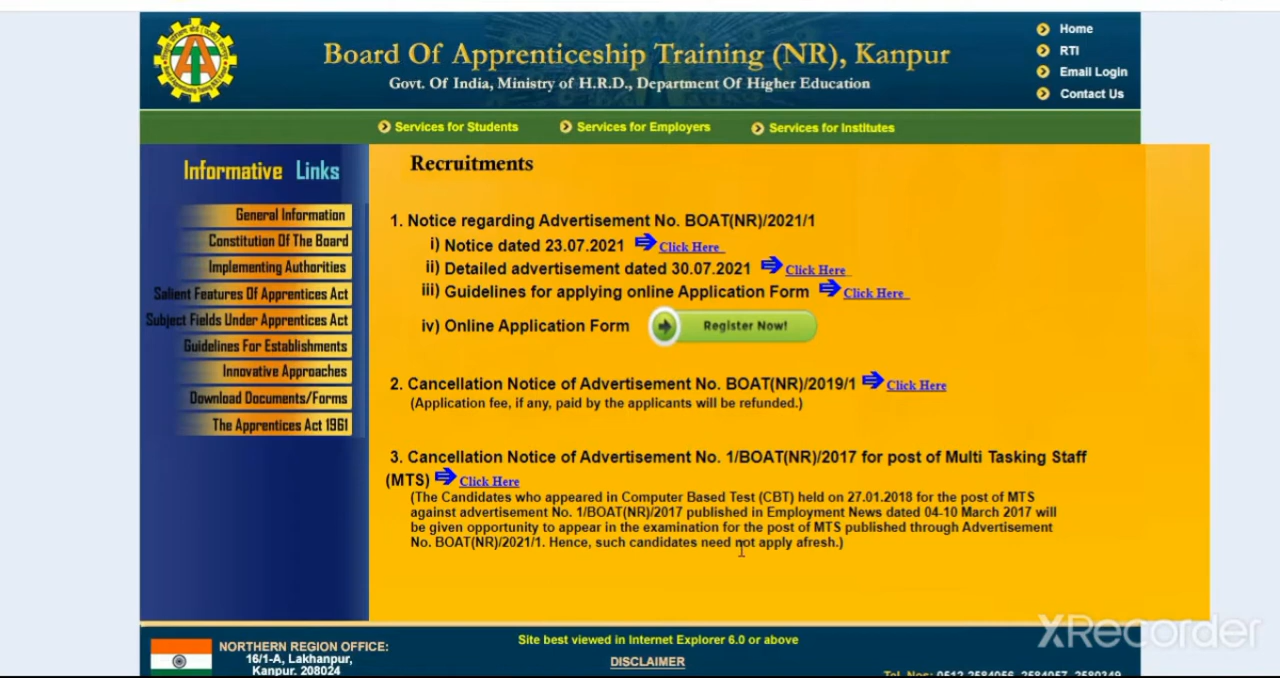 Board Of Apprenticeship Training (NR), Kanpur
Govt. Of India, Ministry of H.R.D., Department Of Higher Education
Home
RTI
Email Login
Contact Us
Services for Students
Services for Employers
Services for Institutes
Informative Links
General Information
Constitution Of The Board
Implementing Authorities
Salient Features Of Apprentices Act
Subject Fields Under Apprentices Act
Guidelines For Establishments
Innovative Approaches
Download Documents/Forms
The Apprentices Act 1961
Recruitments
1. Notice regarding Advertisement No. BOAT(NR)/2021/1
i) Notice dated 23.07.2021 Click Here
ii) Detailed advertisement dated 30.07.2021 Click Here
iii) Guidelines for applying online Application Form Click Here
iv) Online Application Form Register Now!
2. Cancellation Notice of Advertisement No. BOAT(NR)/2019/1 Click Here
(Application fee, if any, paid by the applicants will be refunded.)
3. Cancellation Notice of Advertisement No. 1/BOAT(NR)/2017 for post of Multi Tasking Staff
(MTS) Click Here
(The Candidates who appeared in Computer Based Test (CBT) held on 27.01.2018 for the post of MTS
against advertisement No. 1/BOAT(NR)/2017 published in Employment News dated 04-10 March 2017 will
be given opportunity to appear in the examination for the post of MTS published through Advertisement
No. BOAT(NR)/2021/1. Hence, such candidates need not apply afresh.)
NORTHERN REGION OFFICE:
16/1-A, Lakhanpur,
Kanpur. 208024
Site best viewed in Internet Explorer 6.0 or above
DISCLAIMER
Tel. Nos: 0512-2584056, 2584057, 2580349
XRecorder